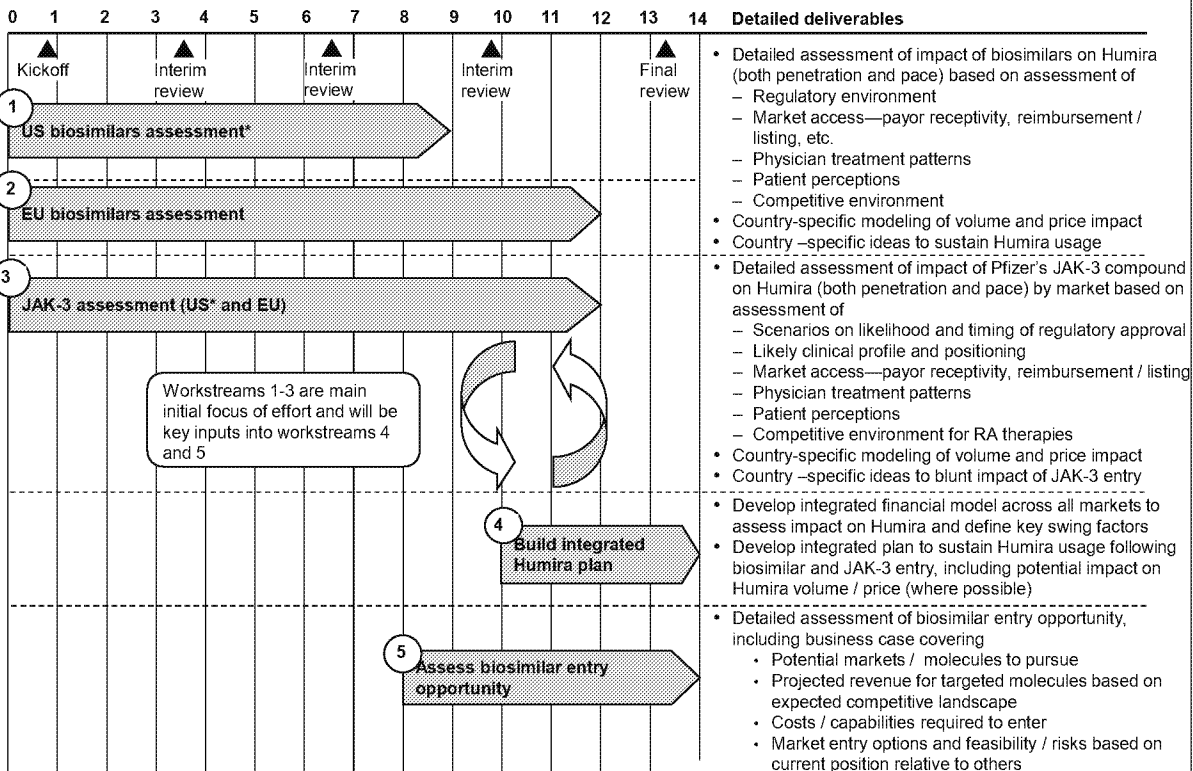 0 1 2 3 4 5 6 7 8 9 10 11 12 13 14 Detailed deliverables
Kickoff
Interim
review
Interim
review
Interim
review
Final
review
1
US biosimilars assessment*
2
EU biosimilars assessment
3
JAK-3 assessment (US* and EU)
Workstreams 1-3 are main
initial focus of effort and will be
key inputs into workstreams 4
and 5
4
Build integrated
Humira plan
5
Assess biosimilar entry
opportunity
• Detailed assessment of impact of biosimilars on Humira
(both penetration and pace) based on assessment of
– Regulatory environment
– Market access—payor receptivity, reimbursement /
listing, etc.
– Physician treatment patterns
– Patient perceptions
– Competitive environment
• Country-specific modeling of volume and price impact
• Country –specific ideas to sustain Humira usage
• Detailed assessment of impact of Pfizer's JAK-3 compound
on Humira (both penetration and pace) by market based on
assessment of
– Scenarios on likelihood and timing of regulatory approval
– Likely clinical profile and positioning
– Market access—payor receptivity, reimbursement / listing
– Physician treatment patterns
– Patient perceptions
– Competitive environment for RA therapies
• Country-specific modeling of volume and price impact
• Country –specific ideas to blunt impact of JAK-3 entry
• Develop integrated financial model across all markets to
assess impact on Humira and define key swing factors
• Develop integrated plan to sustain Humira usage following
biosimilar and JAK-3 entry, including potential impact on
Humira volume / price (where possible)
• Detailed assessment of biosimilar entry opportunity,
including business case covering
• Potential markets / molecules to pursue
• Projected revenue for targeted molecules based on
expected competitive landscape
• Costs / capabilities required to enter
• Market entry options and feasibility / risks based on
current position relative to others